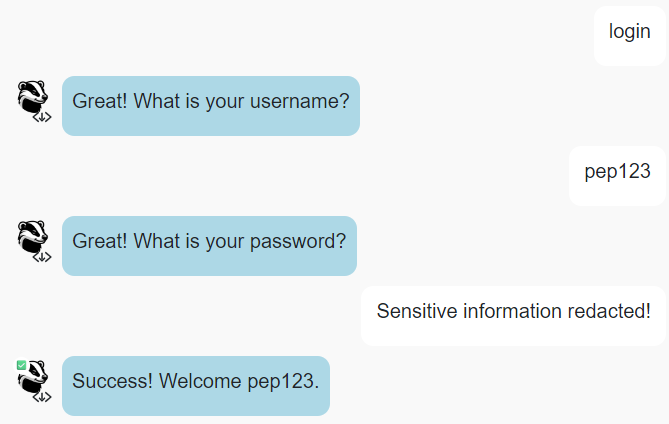 login
Great! What is your username?
pep123
Great! What is your password?
Sensitive information redacted!
Success! Welcome pep123.